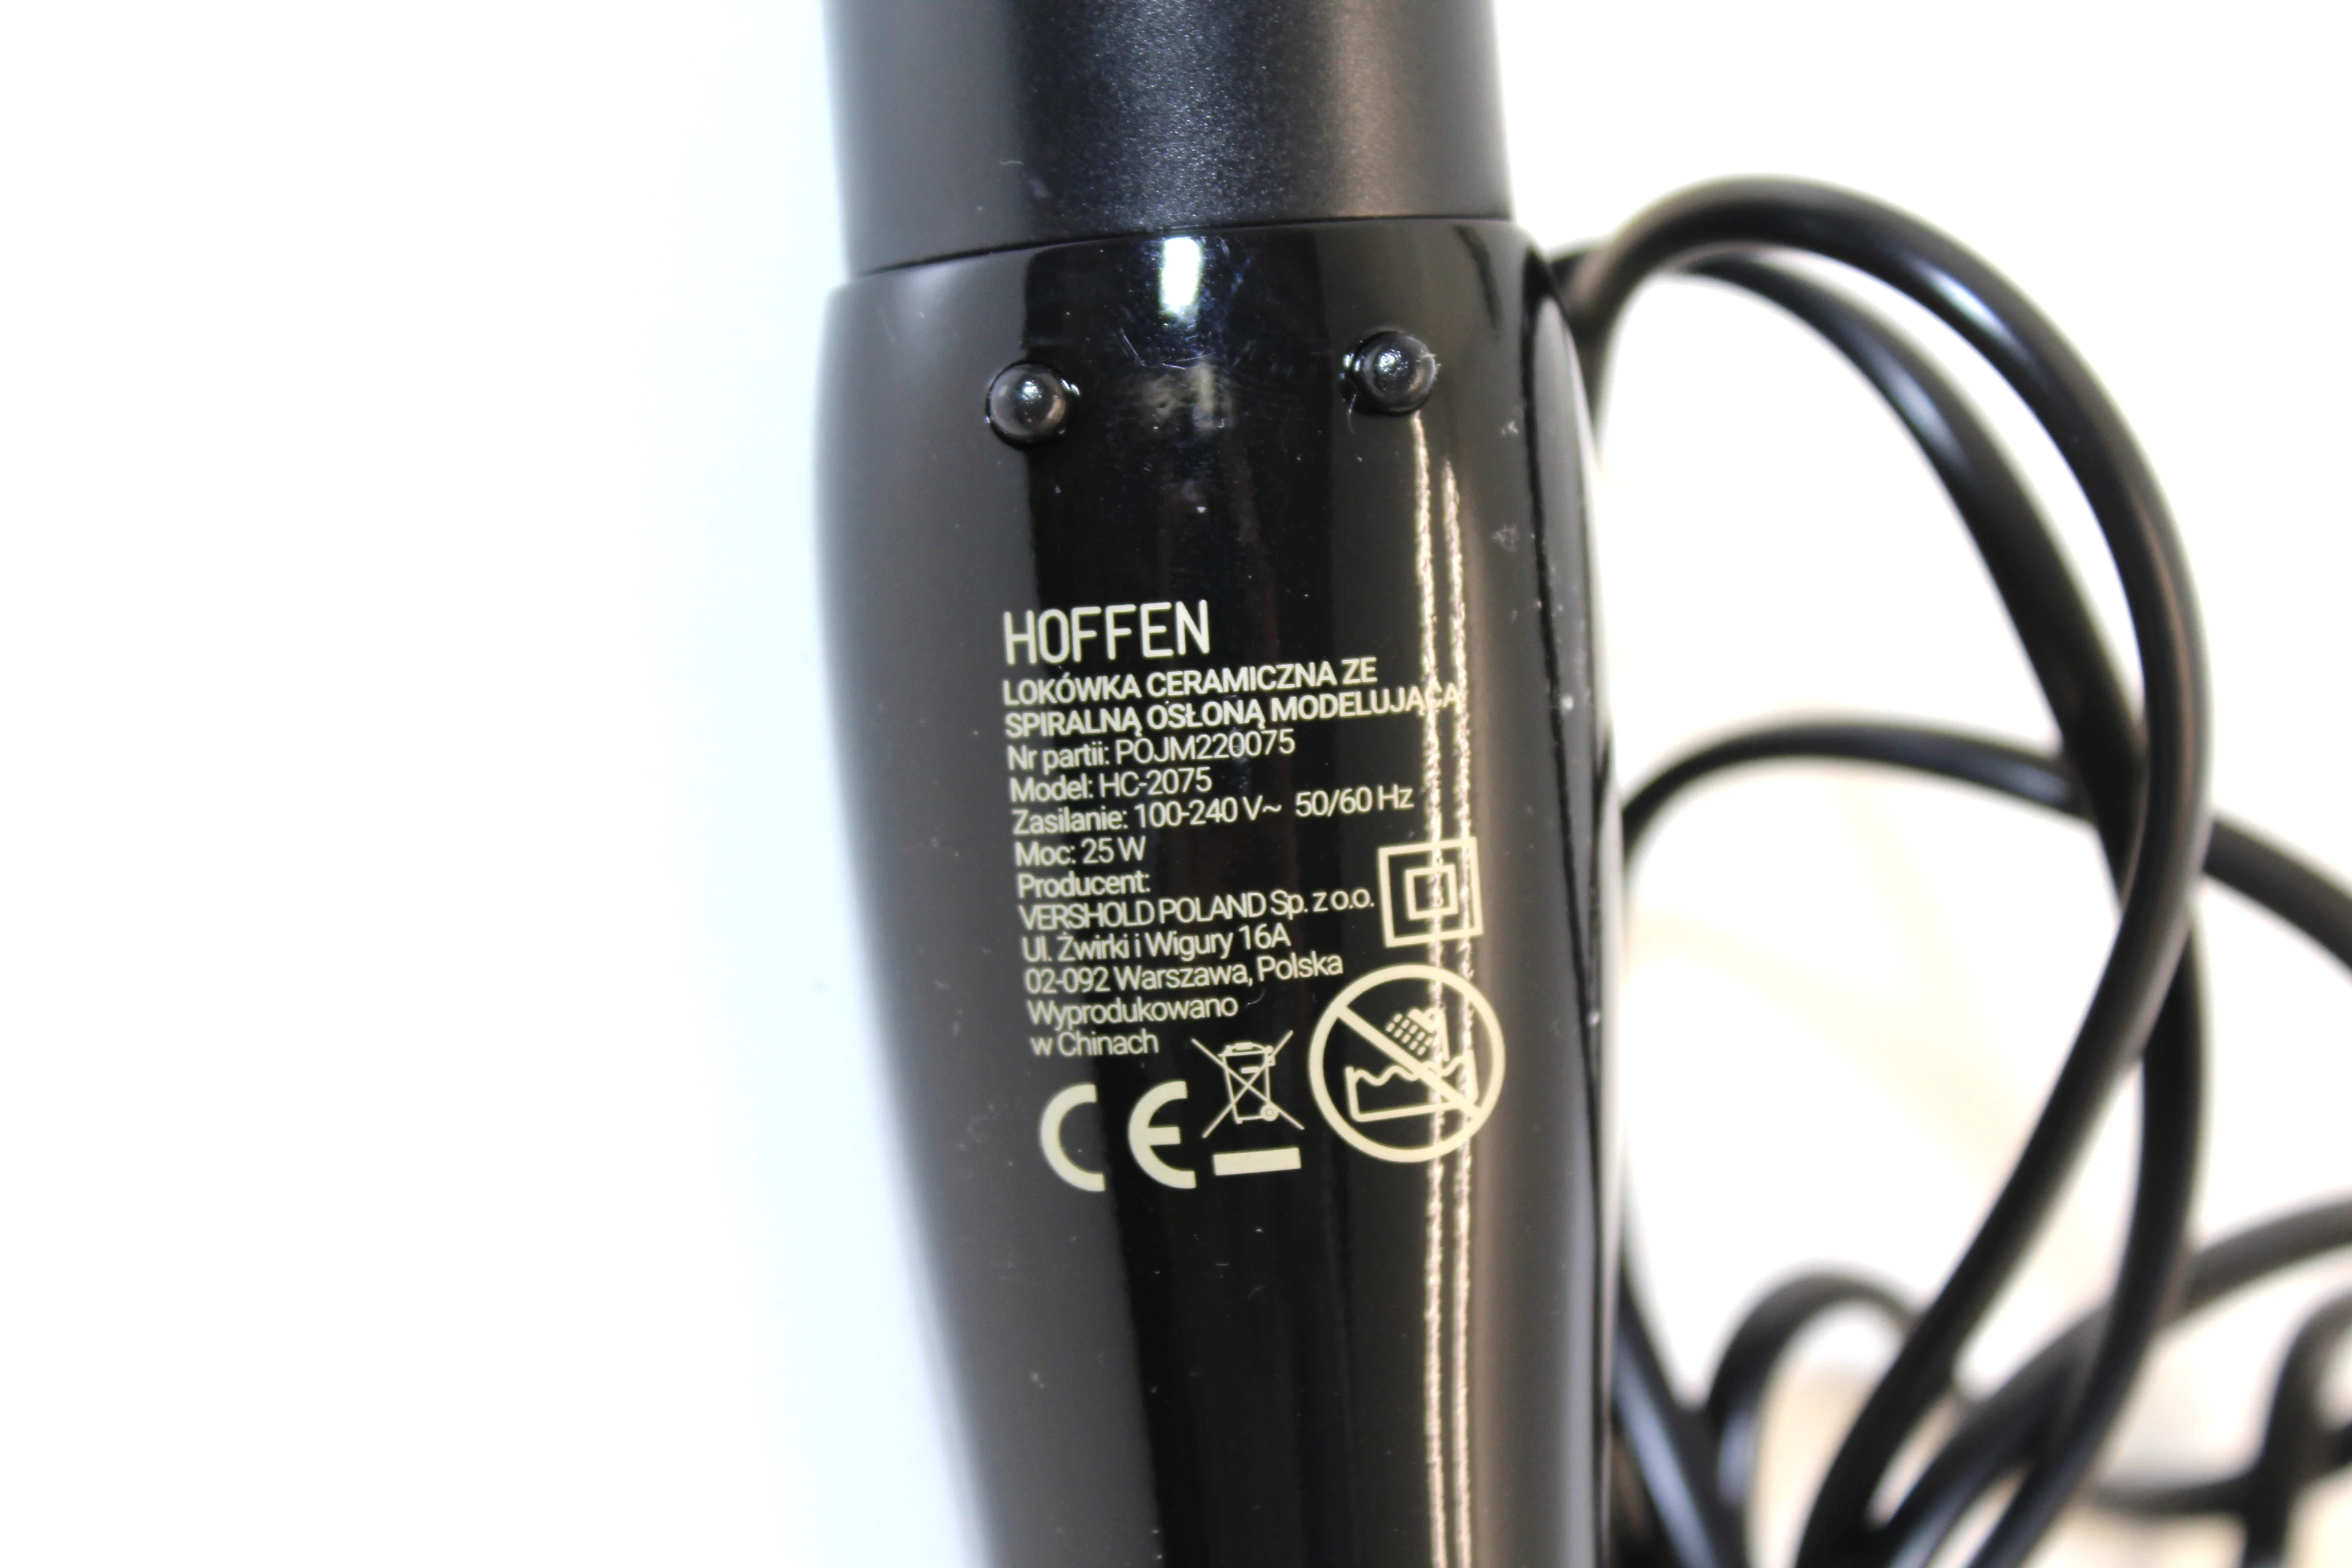 HOFFEN
LOKÓWKA CERAMICZNA ZE
SPIRALNĄ OSŁONĄ MODELUJĄCĄ
Nr partii: POJM220075
Model: HC-2075
Zasilanie: 100-240 V~ 50/60 Hz
Moc: 25 W
Producent:
VERSHOLD POLAND Sp. z o.o.
Ul. Żwirki i Wigury 16A
02-092 Warszawa, Polska
Wyprodukowano
w Chinach
CE